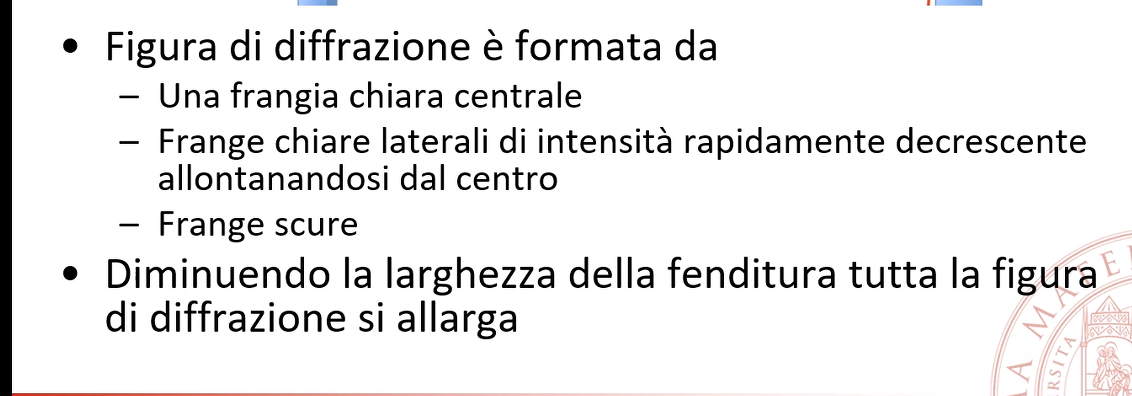 • Figura di diffrazione è formata da
– Una frangia chiara centrale
– Frange chiare laterali di intensità rapidamente decrescente
allontanandosi dal centro
– Frange scure
• Diminuendo la larghezza della fenditura tutta la figura
di diffrazione si allarga